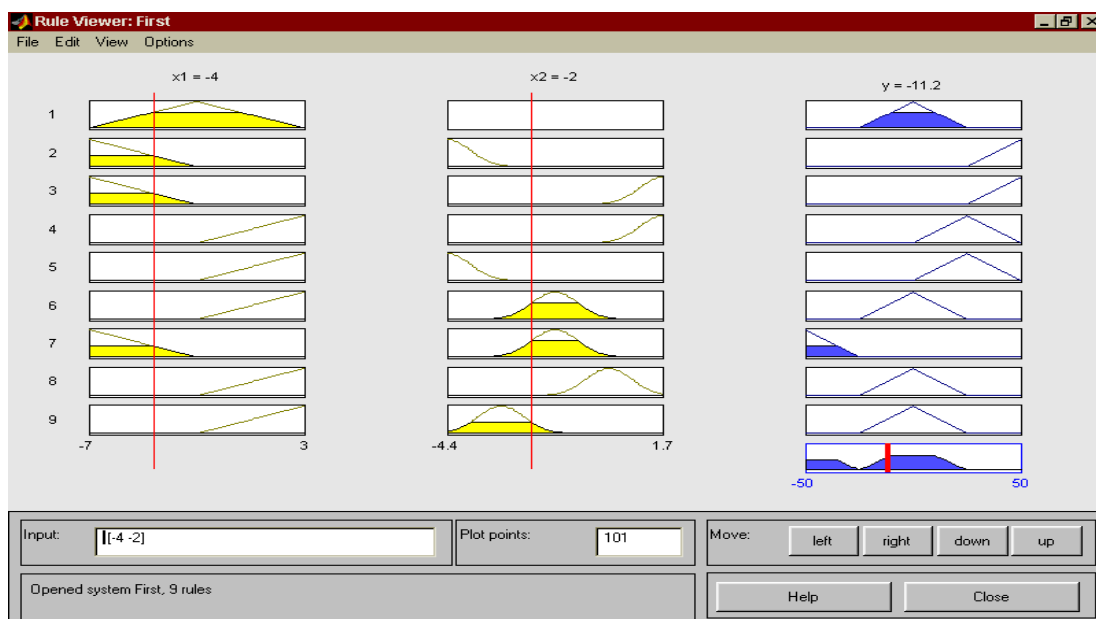 Rule Viewer: First
File Edit View Options
x1 = -4
x2 = -2
y = -11.2
1
2
3
4
5
6
7
8
9
-7 3
-4.4 1.7
-50 50
Input: [-4 -2]
Plot points: 101
Move: left right down up
Opened system First, 9 rules
Help Close